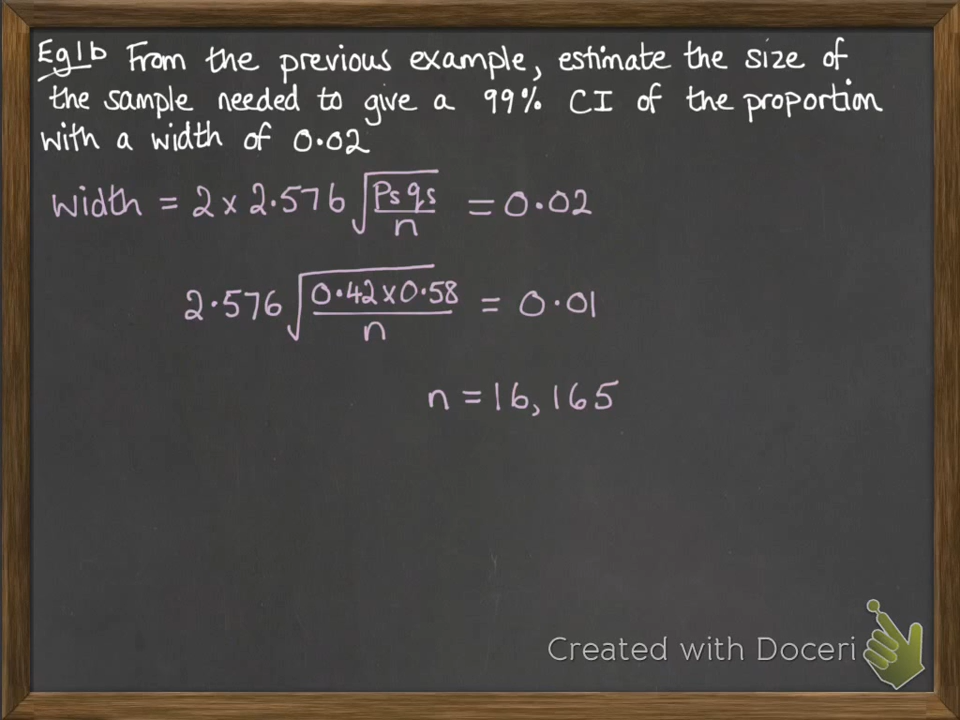 Eg1b From the previous example, estimate the size of
the sample needed to give a 99% CI of the proportion
with a width of 0.02
width = 2 x 2.576 √(Ps qs / n) = 0.02
2.576 √(0.42 x 0.58 / n) = 0.01
n = 16,165
Created with Doceri